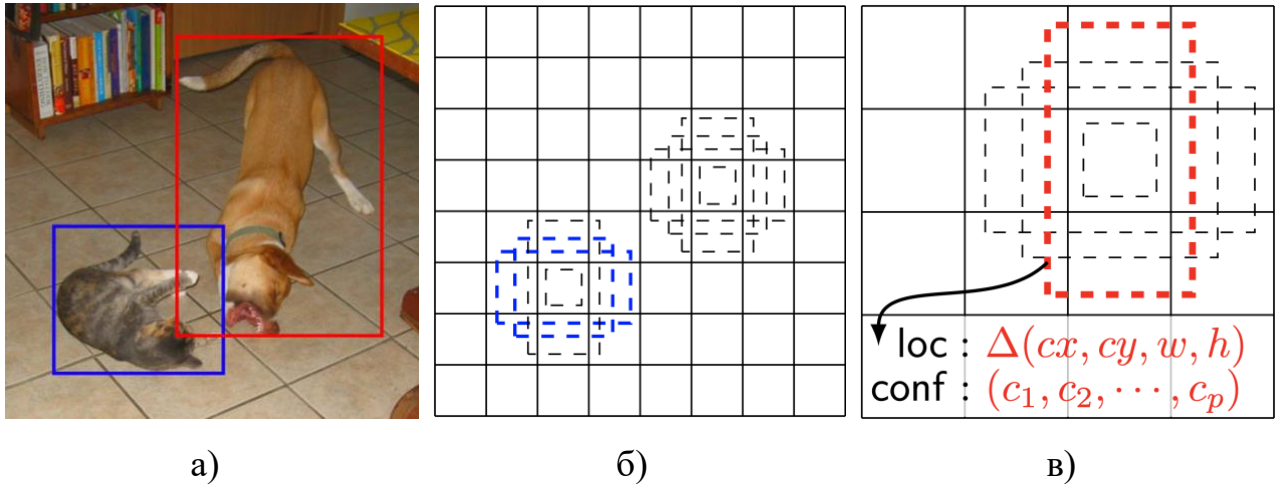 loc : Δ(cx, cy, w, h)
conf : (c₁, c₂, ⋯, cₚ)
а)
б)
в)